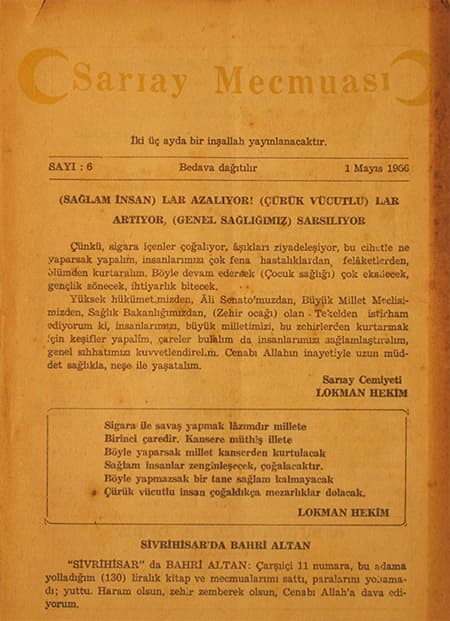 Sarıay Mecmuası
İki üç ayda bir inşallah yayınlanacaktır.
SAYI : 6 Bedava dağıtılır 1 Mayıs 1966
(SAĞLAM İNSAN) LAR AZALIYOR! (ÇÜRÜK VÜCUTLU) LAR
ARTIYOR, (GENEL SAĞLIĞIMIZ) SARSILIYOR
Çünkü, sigara içenler çoğalıyor, âşıkları ziyadeleşiyor, bu cihetle ne
yaparsak yapalım, insanlarımızı çok fena hastalıklardan, felâketlerden,
ölümden kurtaralım. Böyle devam edersek (Çocuk sağlığı) çok eksilecek,
gençlik sönecek, ihtiyarlık bitecek.
Yüksek hükümetimizden, Âli Senato'muzdan, Büyük Millet Meclisi-
mizden, Sağlık Bakanlığımızdan, (Zehir ocağı) olan Tekelden istirham
ediyorum ki, insanlarımızı, büyük milletimizi, bu zehirlerden kurtarmak
için keşifler yapalım, çareler bulalım da insanlarımızı sağlamlaştıralım,
genel sıhhatımızı kuvvetlendirelim. Cenabı Allahın inayetiyle uzun müd-
det sağlıkla, neşe ile yaşatalım.
Sarıay Cemiyeti
LOKMAN HEKİM
Sigara ile savaş yapmak lâzımdır millete
Birinci çaredir. Kansere müthiş illete
Böyle yaparsak millet kanserden kurtulacak
Sağlam insanlar zenginleşecek, çoğalacaktır.
Böyle yapmazsak bir tane sağlam kalmayacak
Çürük vücutlu insan çoğaldıkça mezarlıklar dolacak.
LOKMAN HEKİM
SİVRİHİSAR'DA BAHRİ ALTAN
"SİVRİHİSAR" da BAHRİ ALTAN: Çarşıiçi 11 numara, bu adama
yolladığım (130) liralık kitap ve mecmualarımı sattı, paralarını yollama-
dı; yuttu. Haram olsun, zehir zemberek olsun, Cenabı Allah'a dava edi-
yorum.